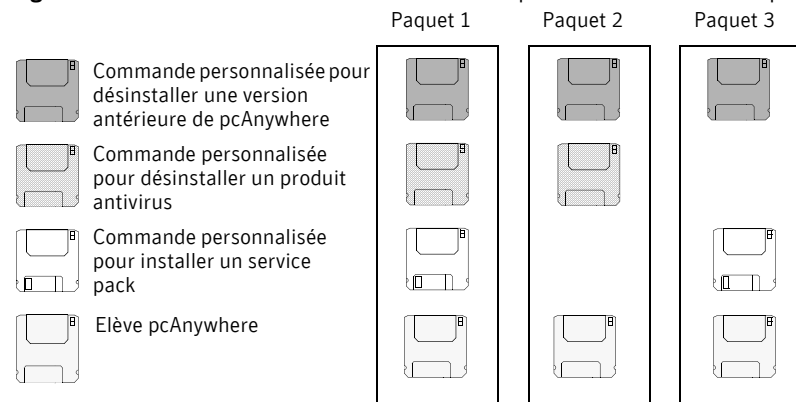 Paquet 1 Paquet 2 Paquet 3
Commande personnalisée pour
désinstaller une version
antérieure de pcAnywhere
Commande personnalisée
pour désinstaller un produit
antivirus
Commande personnalisée
pour installer un service
pack
Elève pcAnywhere